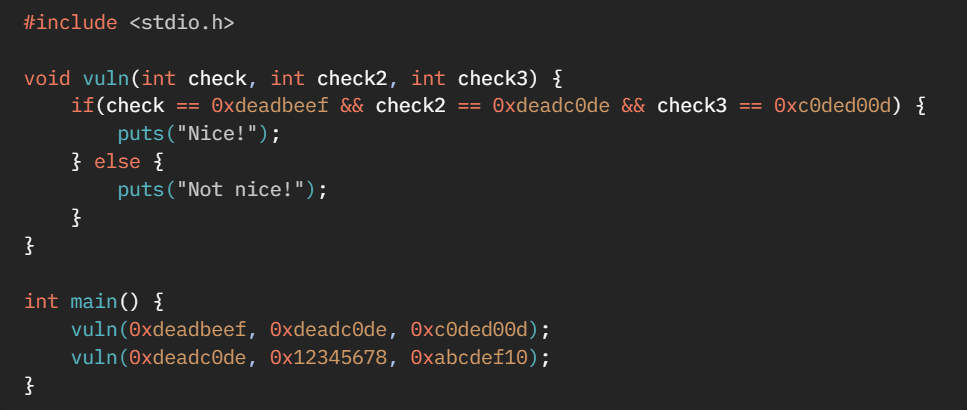 #include <stdio.h>

void vuln(int check, int check2, int check3) {
    if(check == 0xdeadbeef && check2 == 0xdeadc0de && check3 == 0xc0ded00d) {
        puts("Nice!");
    } else {
        puts("Not nice!");
    }
}

int main() {
    vuln(0xdeadbeef, 0xdeadc0de, 0xc0ded00d);
    vuln(0xdeadc0de, 0x12345678, 0xabcdef10);
}